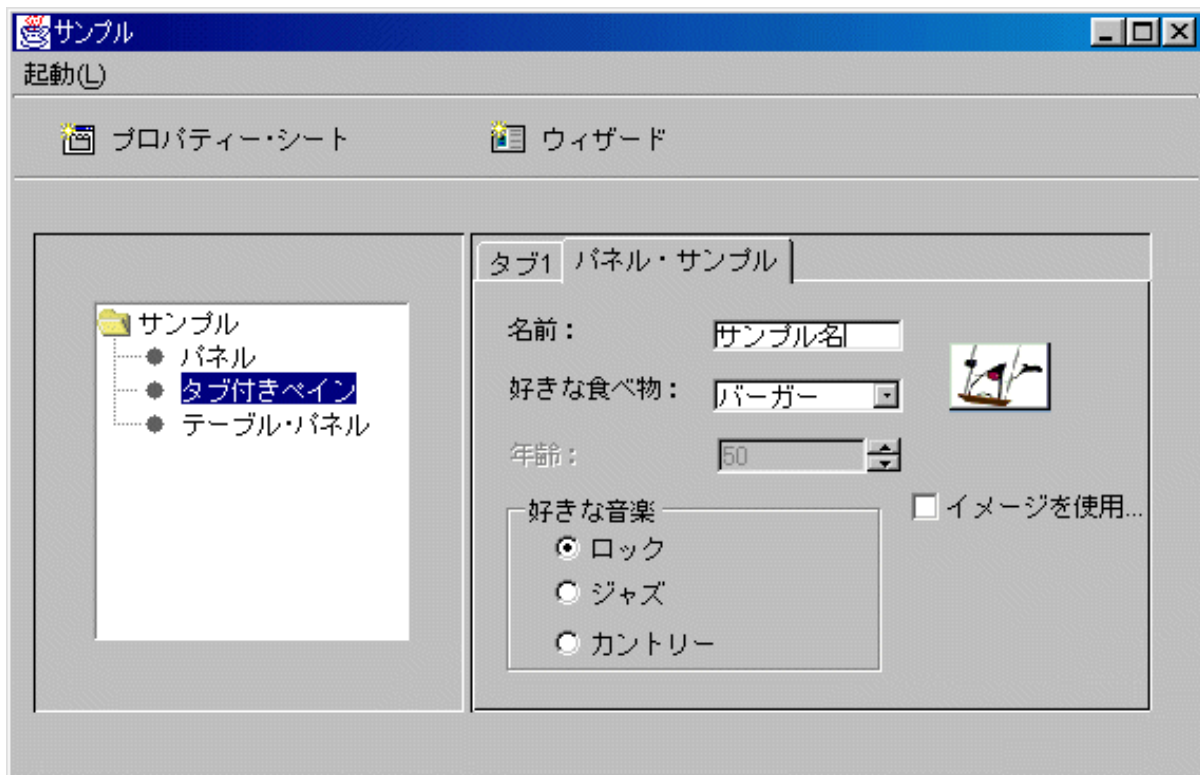 サンプル
起動(L)
プロパティー・シート
ウィザード
サンプル
パネル
タブ付きペイン
テーブル・パネル
タブ1
パネル・サンプル
名前：
サンプル名
好きな食べ物：
バーガー
年齢：
50
好きな音楽
ロック
ジャズ
カントリー
イメージを使用...